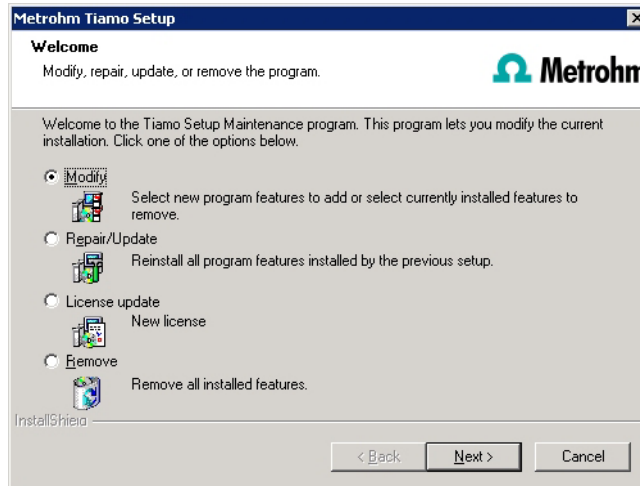 Metrohm Tiamo Setup
Welcome
Modify, repair, update, or remove the program.
Metrohm
Welcome to the Tiamo Setup Maintenance program. This program lets you modify the current
installation. Click one of the options below.
Modify
Select new program features to add or select currently installed features to
remove.
Repair/Update
Reinstall all program features installed by the previous setup.
License update
New license
Remove
Remove all installed features.
InstallShield
< Back
Next >
Cancel